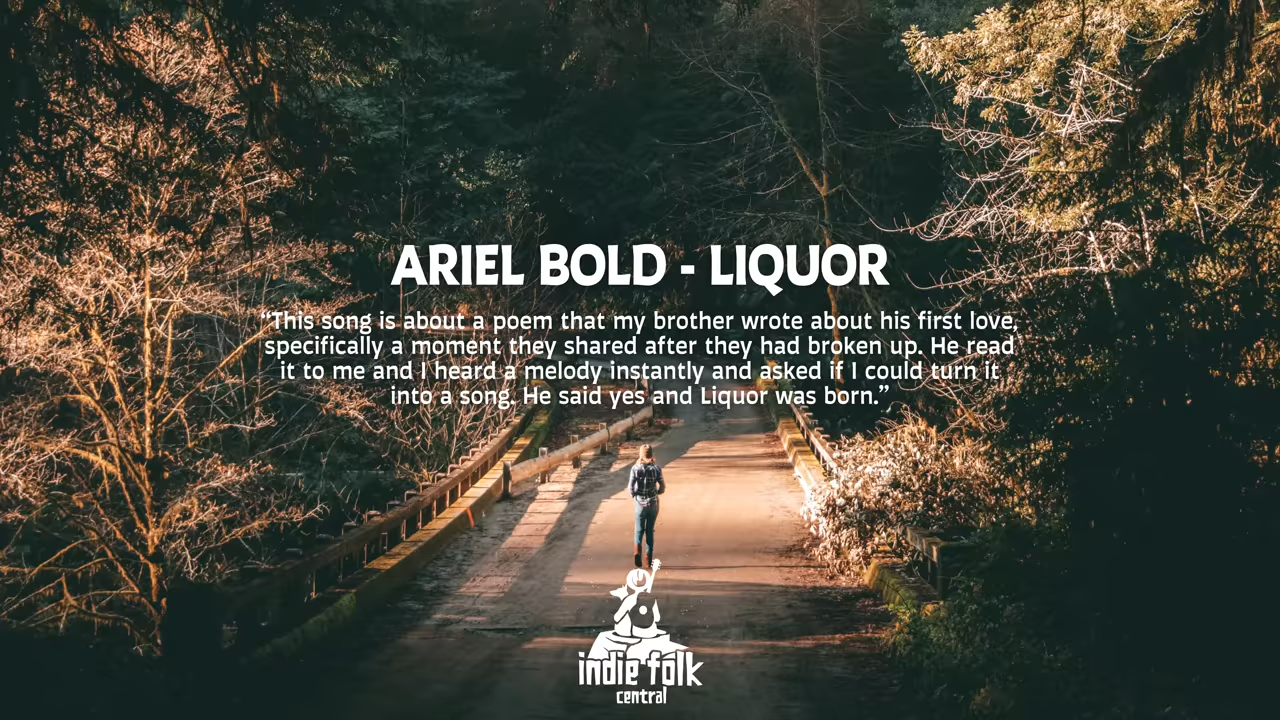 ARIEL BOLD - LIQUOR
“This song is about a poem that my brother wrote about his first love,
specifically a moment they shared after they had broken up. He read
it to me and I heard a melody instantly and asked if I could turn it
into a song. He said yes and Liquor was born.”
indie folk
central